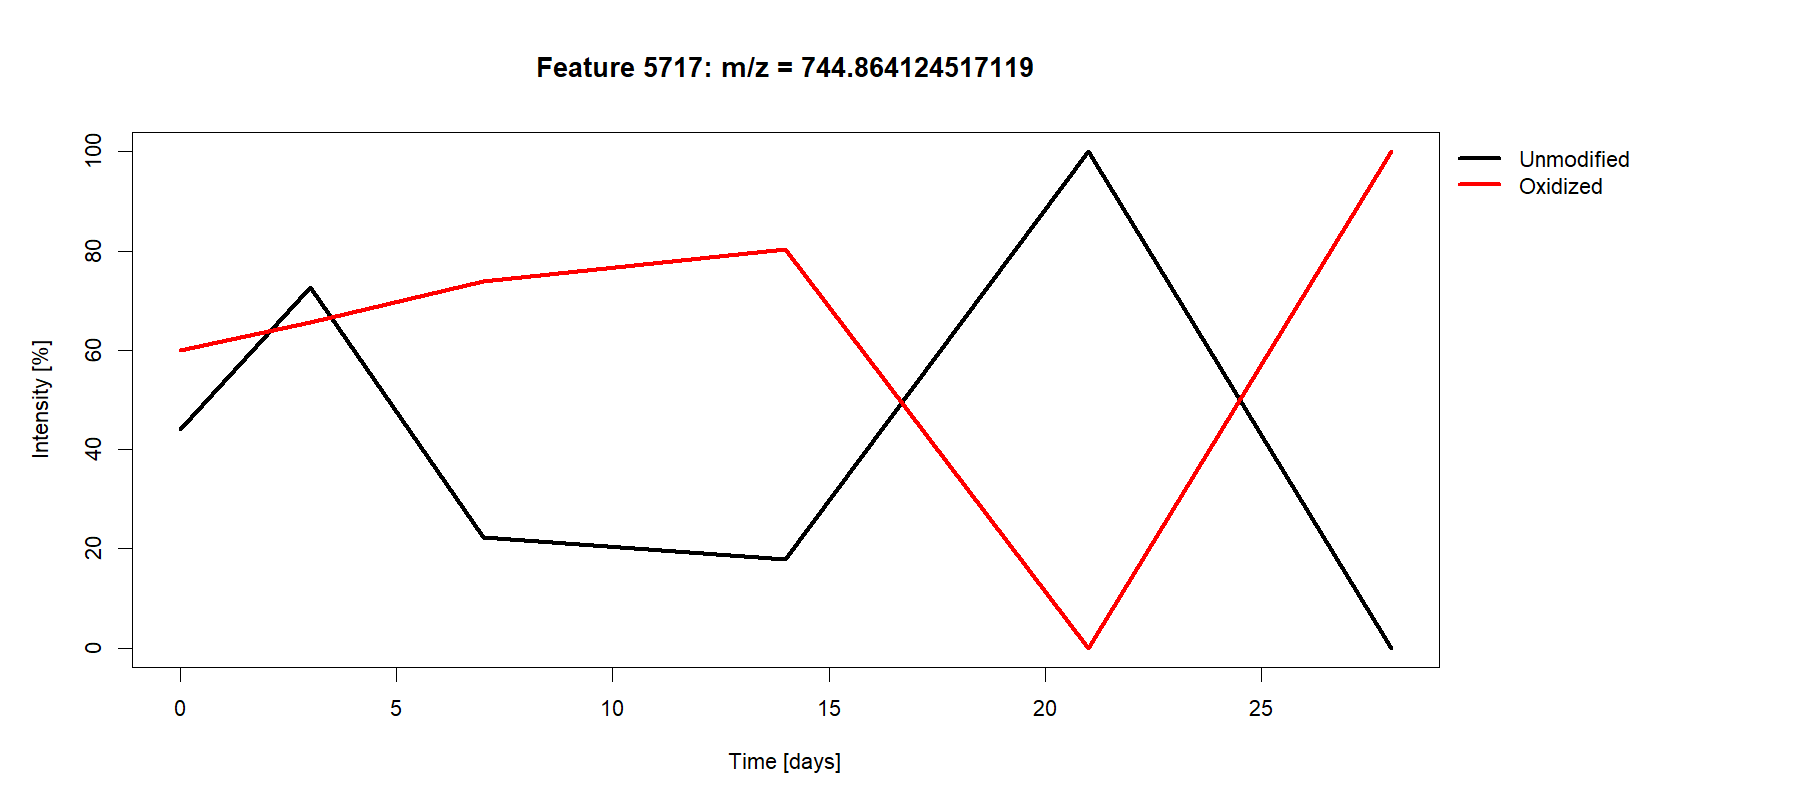 Feature 5717: m/z = 744.864124517119
Unmodified
Oxidized
Intensity [%]
100
80
60
40
20
0
0 5 10 15 20 25
Time [days]